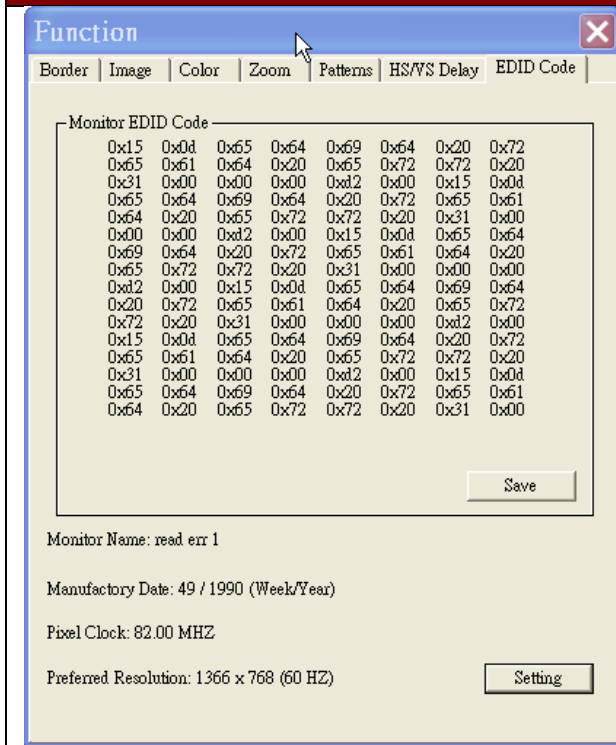 Function
Border Image Color Zoom Patterns HS/VS Delay EDID Code
Monitor EDID Code
0x15 0x0d 0x65 0x64 0x69 0x64 0x20 0x72
0x65 0x61 0x64 0x20 0x65 0x72 0x72 0x20
0x31 0x00 0x00 0x00 0xd2 0x00 0x15 0x0d
0x65 0x64 0x69 0x64 0x20 0x72 0x65 0x61
0x64 0x20 0x65 0x72 0x72 0x20 0x31 0x00
0x00 0x00 0xd2 0x00 0x15 0x0d 0x65 0x64
0x69 0x64 0x20 0x72 0x65 0x61 0x64 0x20
0x65 0x72 0x72 0x20 0x31 0x00 0x00 0x00
0xd2 0x00 0x15 0x0d 0x65 0x64 0x69 0x64
0x20 0x72 0x65 0x61 0x64 0x20 0x65 0x72
0x72 0x20 0x31 0x00 0x00 0x00 0xd2 0x00
0x15 0x0d 0x65 0x64 0x69 0x64 0x20 0x72
0x65 0x61 0x64 0x20 0x65 0x72 0x72 0x20
0x31 0x00 0x00 0x00 0xd2 0x00 0x15 0x0d
0x65 0x64 0x69 0x64 0x20 0x72 0x65 0x61
0x64 0x20 0x65 0x72 0x72 0x20 0x31 0x00
Save
Monitor Name: read err 1
Manufactory Date: 49 / 1990 (Week/Year)
Pixel Clock: 82.00 MHZ
Preferred Resolution: 1366 x 768 (60 HZ)
Setting